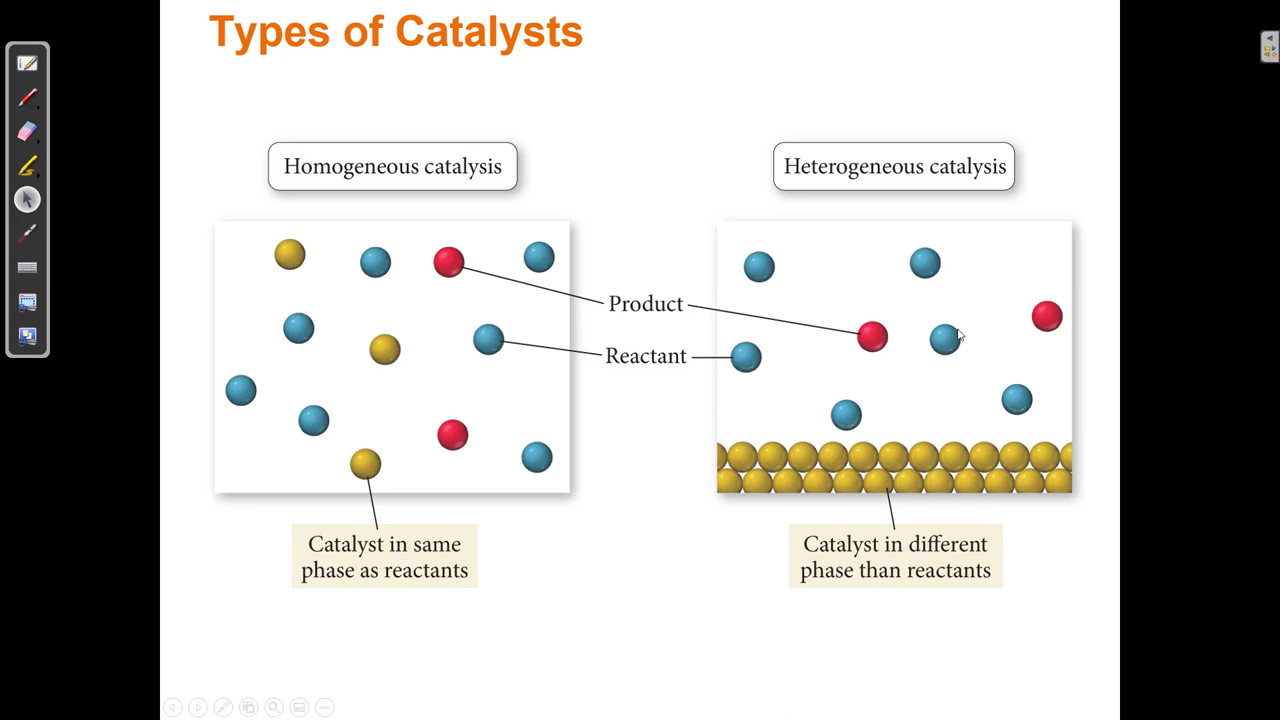 Types of Catalysts
Homogeneous catalysis
Heterogeneous catalysis
Product
Reactant
Catalyst in same
phase as reactants
Catalyst in different
phase than reactants